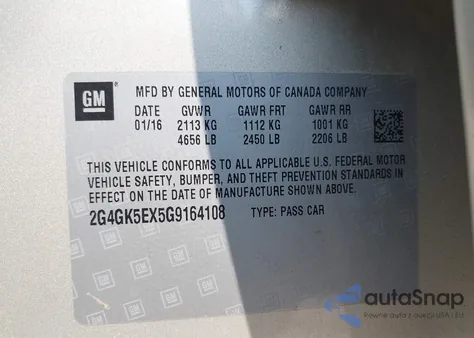 GM
MFD BY GENERAL MOTORS OF CANADA COMPANY
DATE GVWR GAWR FRT GAWR RR
01/16 2113 KG 1112 KG 1001 KG
4656 LB 2450 LB 2206 LB
THIS VEHICLE CONFORMS TO ALL APPLICABLE U.S. FEDERAL MOTOR
VEHICLE SAFETY, BUMPER, AND THEFT PREVENTION STANDARDS IN
EFFECT ON THE DATE OF MANUFACTURE SHOWN ABOVE.
2G4GK5EX5G9164108 TYPE: PASS CAR
autoSnap